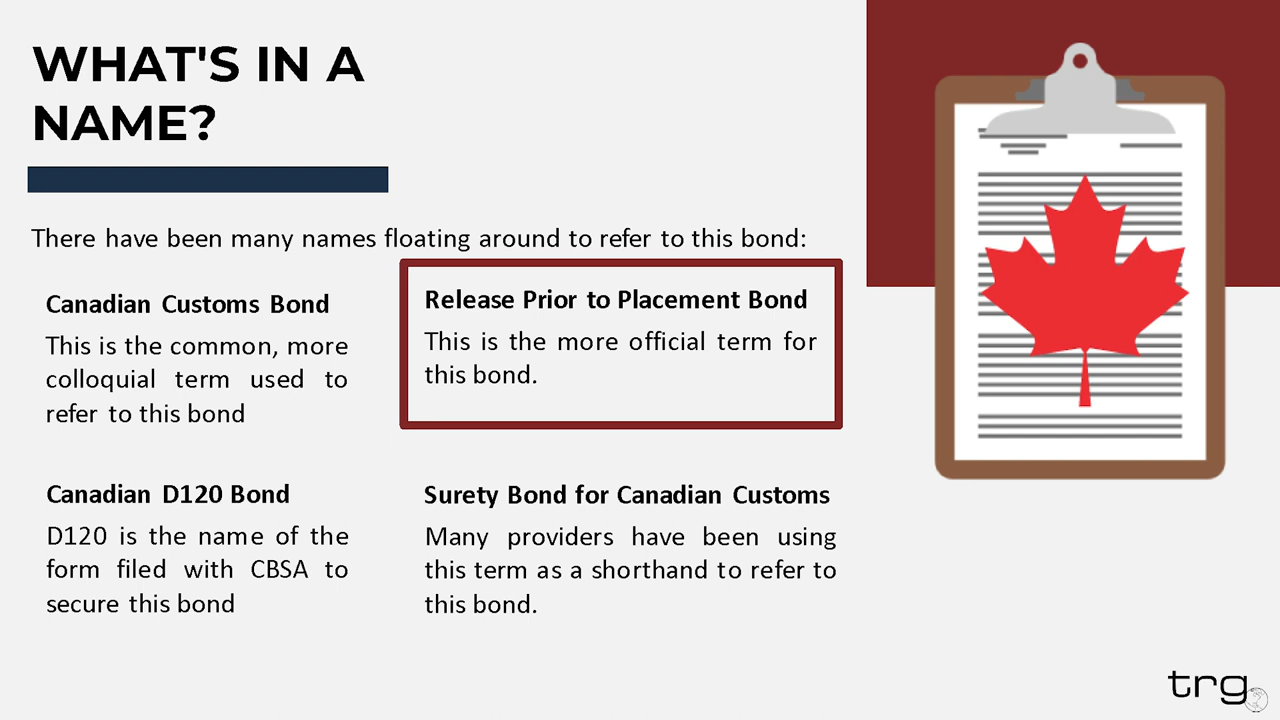 WHAT'S IN A
NAME?
There have been many names floating around to refer to this bond:
Canadian Customs Bond
This is the common, more
colloquial term used to
refer to this bond
Release Prior to Placement Bond
This is the more official term for
this bond.
Canadian D120 Bond
D120 is the name of the
form filed with CBSA to
secure this bond
Surety Bond for Canadian Customs
Many providers have been using
this term as a shorthand to refer to
this bond.
trg